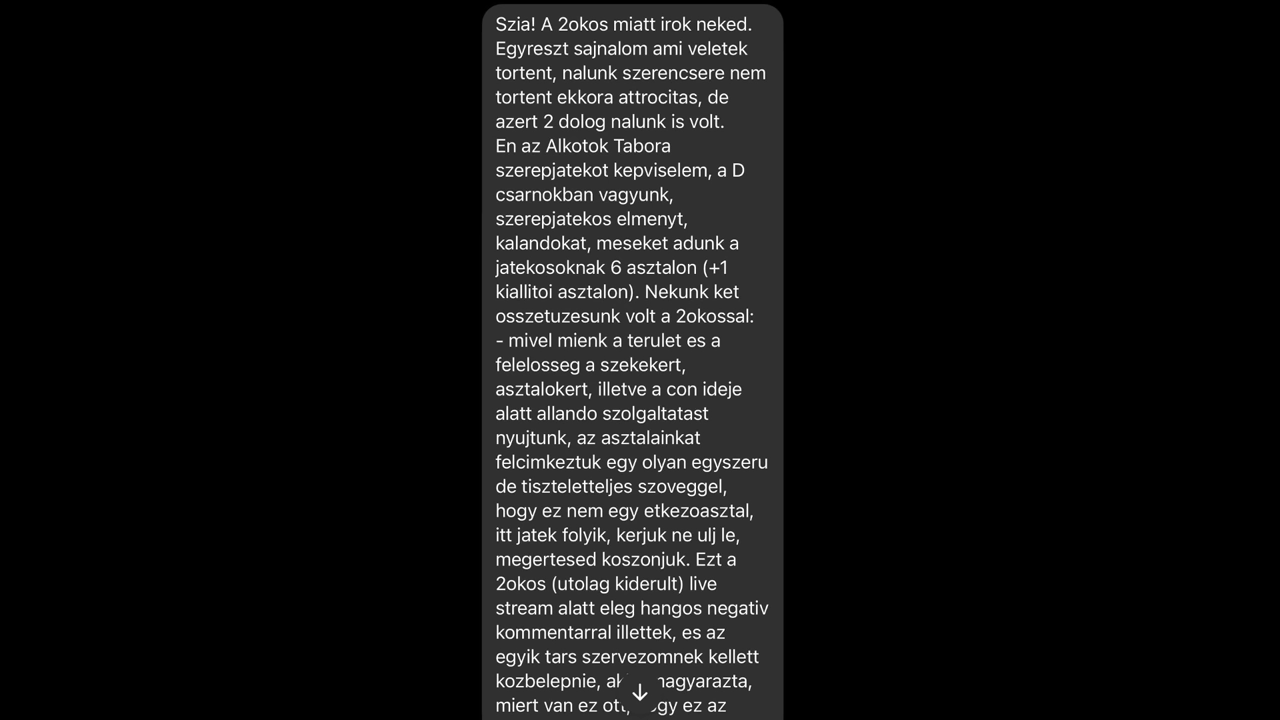 Szia! A 2okos miatt irok neked.
Egyreszt sajnalom ami veletek
tortent, nalunk szerencsere nem
tortent ekkora attrocitas, de
azert 2 dolog nalunk is volt.
En az Alkotok Tabora
szerepjatekot kepviselem, a D
csarnokban vagyunk,
szerepjatekos elmenyt,
kalandokat, meseket adunk a
jatekosoknak 6 asztalon (+1
kiallitoi asztalon). Nekunk ket
osszetuzesunk volt a 2okossal:
- mivel mienk a terulet es a
felelosseg a szekekert,
asztalokert, illetve a con ideje
alatt allando szolgaltatast
nyujtunk, az asztalainkat
felcimkeztuk egy olyan egyszeru
de tiszteletteljes szoveggel,
hogy ez nem egy etkezoasztal,
itt jatek folyik, kerjuk ne ulj le,
megertesed koszonjuk. Ezt a
2okos (utolag kiderult) live
stream alatt eleg hangos negativ
kommentarral illettek, es az
egyik tars szervezomnek kellett
kozbelepnie,
miert van ez ez az